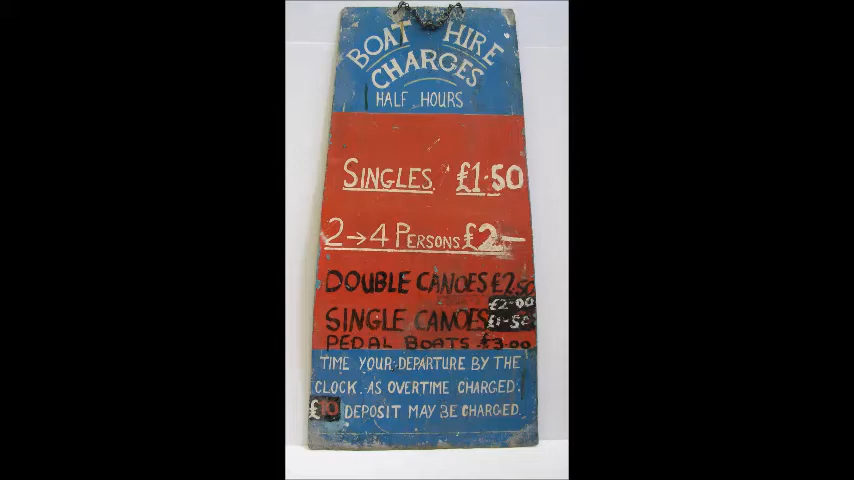 BOAT HIRE
CHARGES
HALF HOURS
SINGLES £1·50
2→4 PERSONS £2—
DOUBLE CANOES £2.50
£2-00
SINGLE CANOES £1-50
PEDAL BOATS £3.00
TIME YOUR DEPARTURE BY THE
CLOCK. AS OVERTIME CHARGED.
£10 DEPOSIT MAY BE CHARGED.